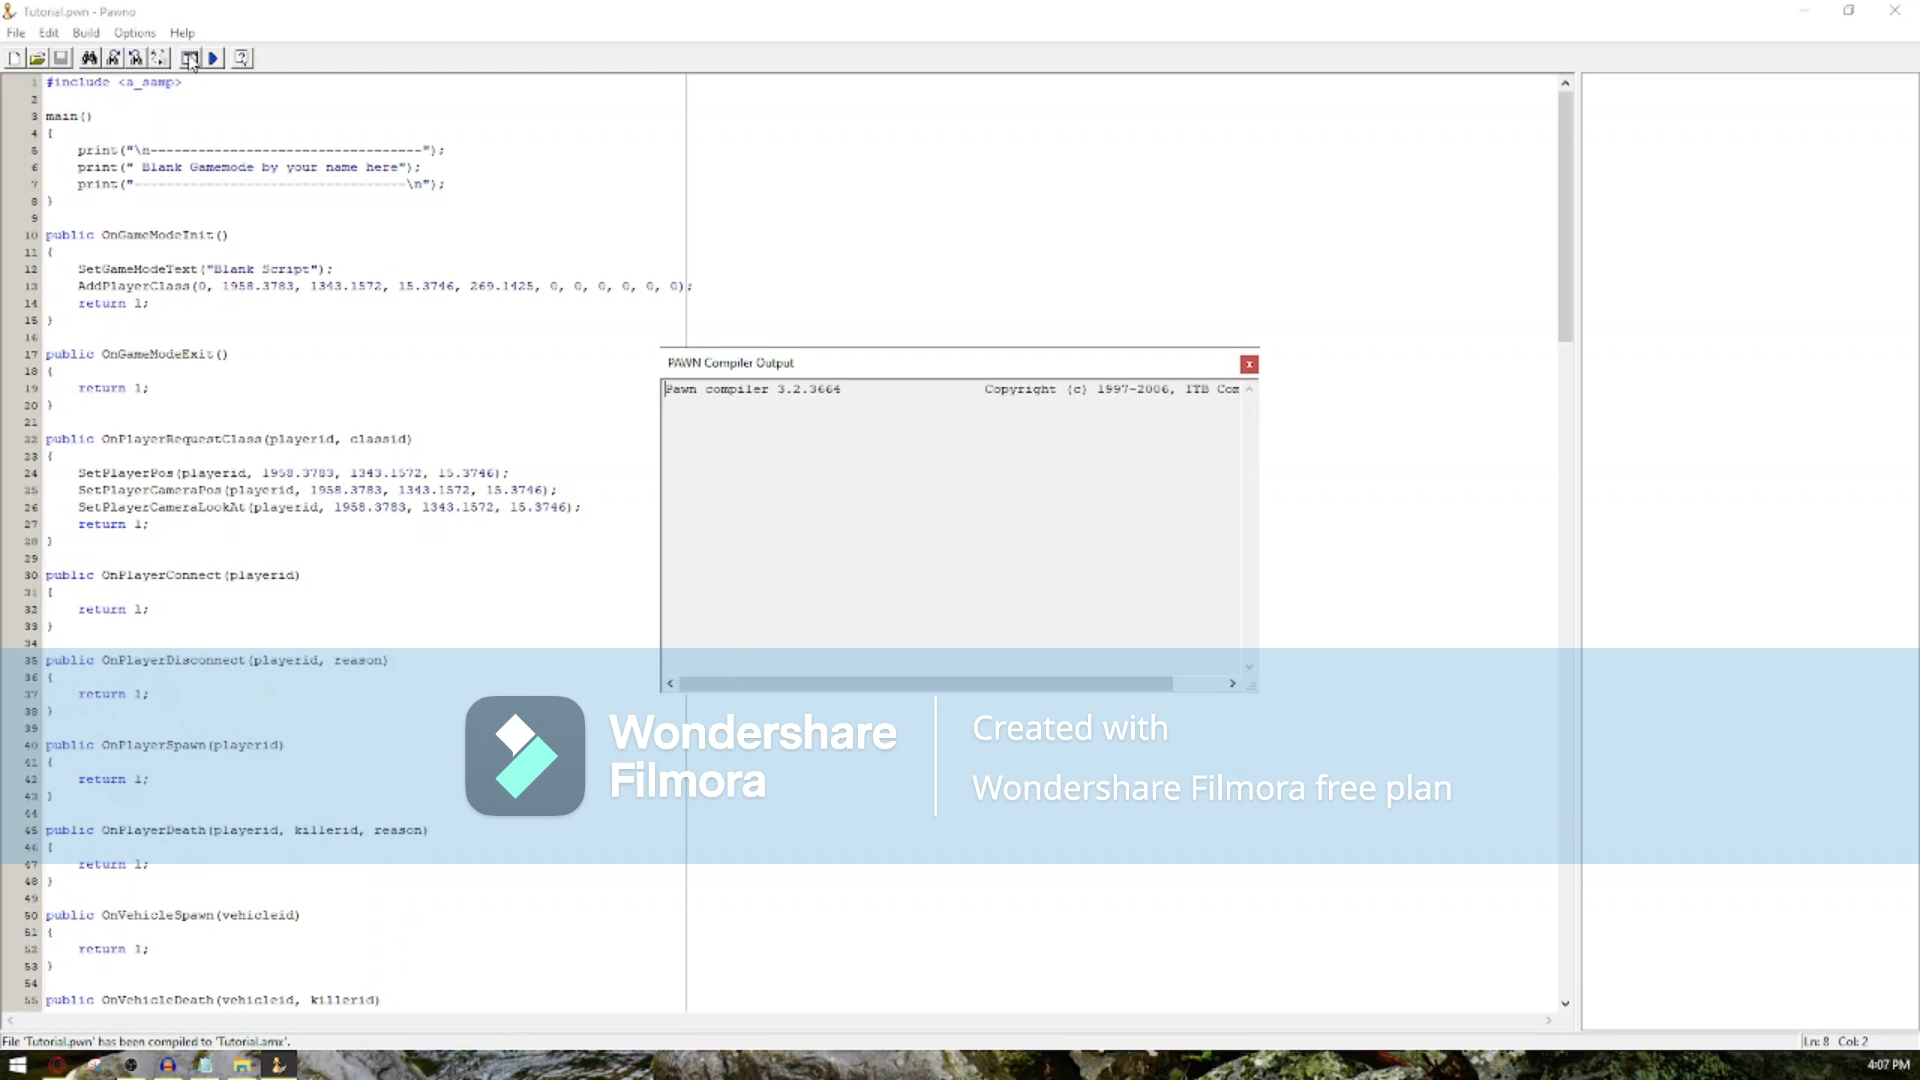 Tutorial.pwn - Pawno
File Edit Build Options Help
1 #include <a_samp>
2
3 main()
4 {
5 print("\n----------------------------------");
6 print(" Blank Gamemode by your name here");
7 print("----------------------------------\n");
8 }
9
10 public OnGameModeInit()
11 {
12 SetGameModeText("Blank Script");
13 AddPlayerClass(0, 1958.3783, 1343.1572, 15.3746, 269.1425, 0, 0, 0, 0, 0, 0);
14 return 1;
15 }
16
17 public OnGameModeExit()
18 {
19 return 1;
20 }
21
22 public OnPlayerRequestClass(playerid, classid)
23 {
24 SetPlayerPos(playerid, 1958.3783, 1343.1572, 15.3746);
25 SetPlayerCameraPos(playerid, 1958.3783, 1343.1572, 15.3746);
26 SetPlayerCameraLookAt(playerid, 1958.3783, 1343.1572, 15.3746);
27 return 1;
28 }
29
30 public OnPlayerConnect(playerid)
31 {
32 return 1;
33 }
34
35 public OnPlayerDisconnect(playerid, reason)
36 {
37 return 1;
38 }
39
40 public OnPlayerSpawn(playerid)
41 {
42 return 1;
43 }
44
45 public OnPlayerDeath(playerid, killerid, reason)
46 {
47 return 1;
48 }
49
50 public OnVehicleSpawn(vehicleid)
51 {
52 return 1;
53 }
54
55 public OnVehicleDeath(vehicleid, killerid)
PAWN Compiler Output
Pawn compiler 3.2.3664 Copyright (c) 1997-2006, ITB Com
Wondershare
Filmora
Created with
Wondershare Filmora free plan
File 'Tutorial.pwn' has been compiled to 'Tutorial.amx'.
Ln: 8 Col: 2
4:07 PM